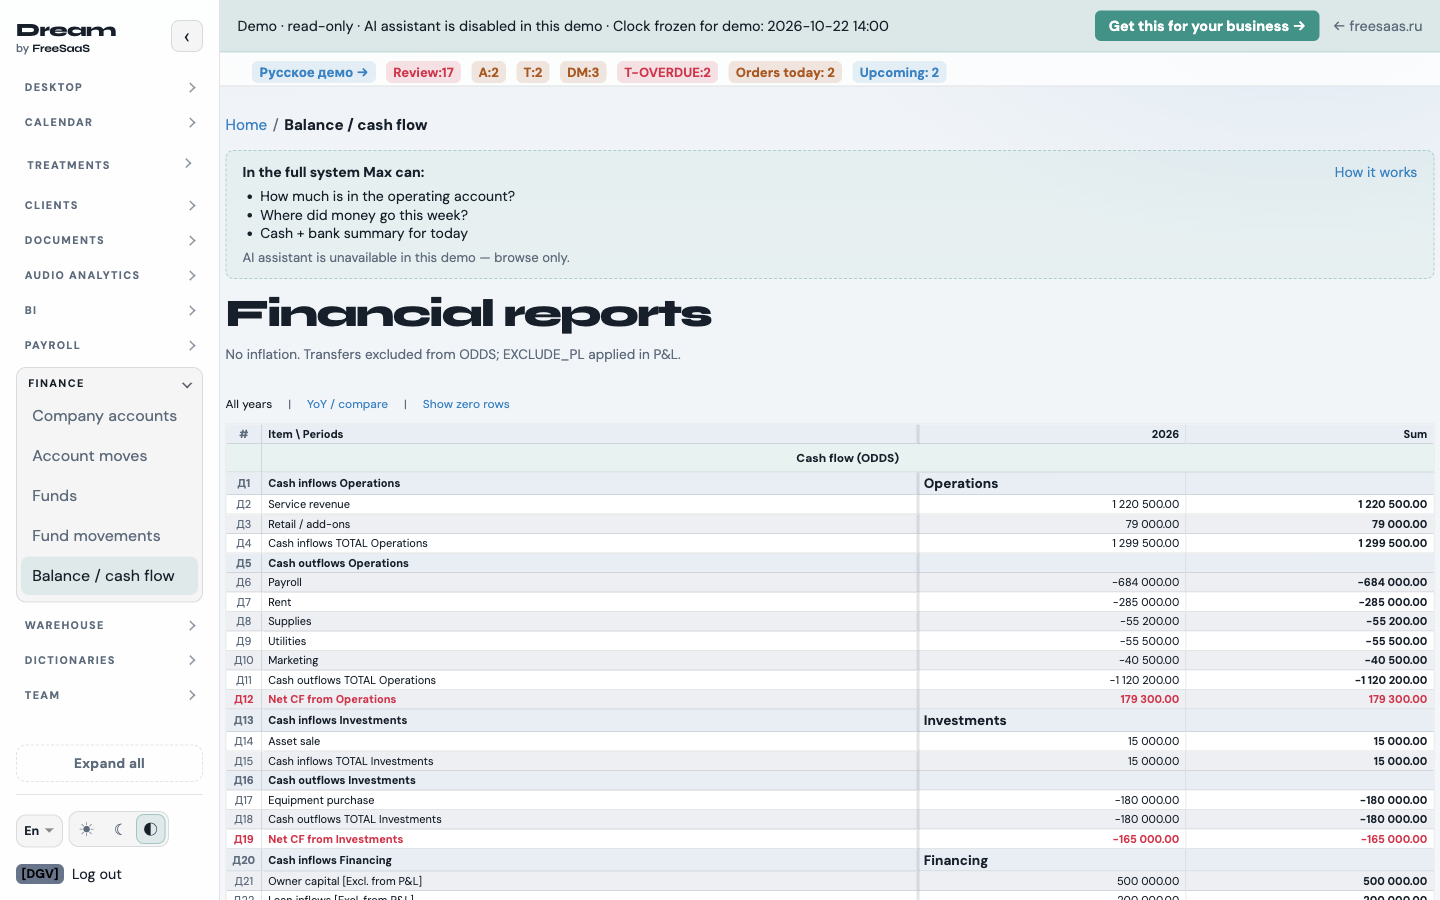 Dream
by FreeSaaS
‹
DESKTOP
CALENDAR
TREATMENTS
CLIENTS
DOCUMENTS
AUDIO ANALYTICS
BI
PAYROLL
FINANCE
Company accounts
Account moves
Funds
Fund movements
Balance / cash flow
WAREHOUSE
DICTIONARIES
TEAM
Expand all
En
[DGV] Log out
Demo · read-only · AI assistant is disabled in this demo · Clock frozen for demo: 2026-10-22 14:00
Get this for your business →
← freesaas.ru
Русское демо → Review:17 A:2 T:2 DM:3 T-OVERDUE:2 Orders today: 2 Upcoming: 2
Home / Balance / cash flow
In the full system Max can:
How it works
• How much is in the operating account?
• Where did money go this week?
• Cash + bank summary for today
AI assistant is unavailable in this demo — browse only.
Financial reports
No inflation. Transfers excluded from ODDS; EXCLUDE_PL applied in P&L.
All years | YoY / compare | Show zero rows
# Item \ Periods 2026 Sum
Cash flow (ODDS)
Д1 Cash inflows Operations Operations
Д2 Service revenue 1 220 500.00 1 220 500.00
Д3 Retail / add-ons 79 000.00 79 000.00
Д4 Cash inflows TOTAL Operations 1 299 500.00 1 299 500.00
Д5 Cash outflows Operations
Д6 Payroll -684 000.00 -684 000.00
Д7 Rent -285 000.00 -285 000.00
Д8 Supplies -55 200.00 -55 200.00
Д9 Utilities -55 500.00 -55 500.00
Д10 Marketing -40 500.00 -40 500.00
Д11 Cash outflows TOTAL Operations -1 120 200.00 -1 120 200.00
Д12 Net CF from Operations 179 300.00 179 300.00
Д13 Cash inflows Investments Investments
Д14 Asset sale 15 000.00 15 000.00
Д15 Cash inflows TOTAL Investments 15 000.00 15 000.00
Д16 Cash outflows Investments
Д17 Equipment purchase -180 000.00 -180 000.00
Д18 Cash outflows TOTAL Investments -180 000.00 -180 000.00
Д19 Net CF from Investments -165 000.00 -165 000.00
Д20 Cash inflows Financing Financing
Д21 Owner capital [Excl. from P&L] 500 000.00 500 000.00
Д22 Loan inflows [Excl. from P&L] 200 000.00 200 000.00